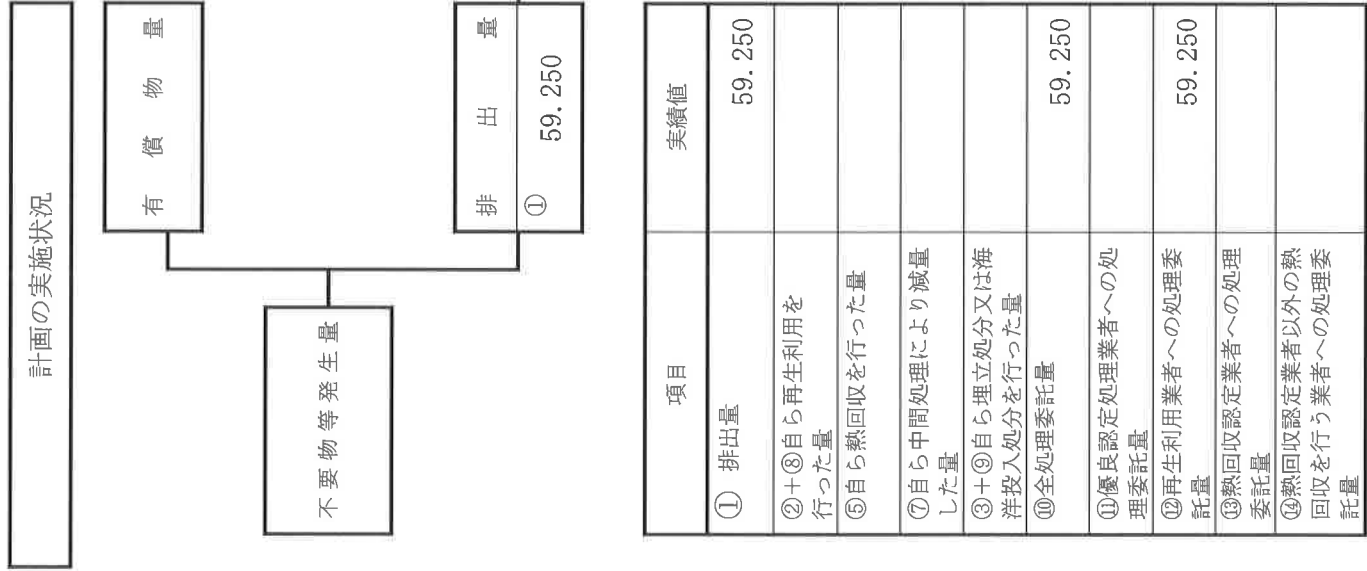 計画の実施状況
有償物量
不要物等発生量
排出量
① 59.250
項目 実績値
① 排出量 59.250
②+⑧自ら再生利用を
行った量
⑤自ら熱回収を行った量
⑦自ら中間処理により減量
した量
③+⑨自ら埋立処分又は海
洋投入処分を行った量
⑩全処理委託量 59.250
⑪優良認定処理業者への処
理委託量
⑫再生利用業者への処理委
託量 59.250
⑬熱回収認定業者への処理
委託量
⑭熱回収認定業者以外の熱
回収を行う業者への処理委
託量